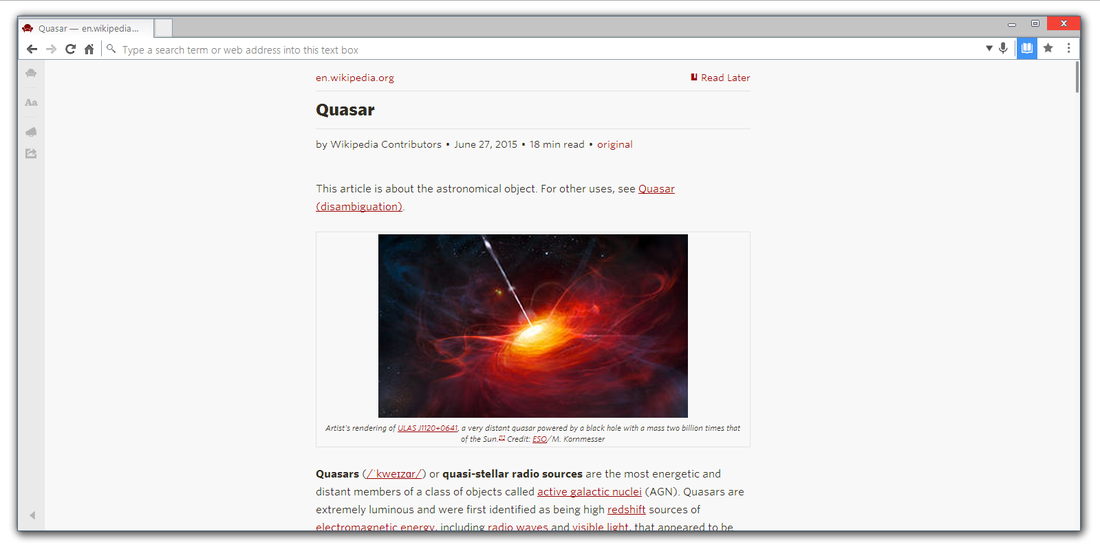 Quasar — en.wikipedia...
Type a search term or web address into this text box
Aa
en.wikipedia.org
Read Later
Quasar
by Wikipedia Contributors • June 27, 2015 • 18 min read • original
This article is about the astronomical object. For other uses, see Quasar
(disambiguation).
Artist's rendering of ULAS J1120+0641, a very distant quasar powered by a black hole with a mass two billion times that
of the Sun.[1] Credit: ESO/M. Kornmesser
Quasars (/ˈkweɪzɑr/) or quasi-stellar radio sources are the most energetic and
distant members of a class of objects called active galactic nuclei (AGN). Quasars are
extremely luminous and were first identified as being high redshift sources of
electromagnetic energy, including radio waves and visible light, that appeared to be